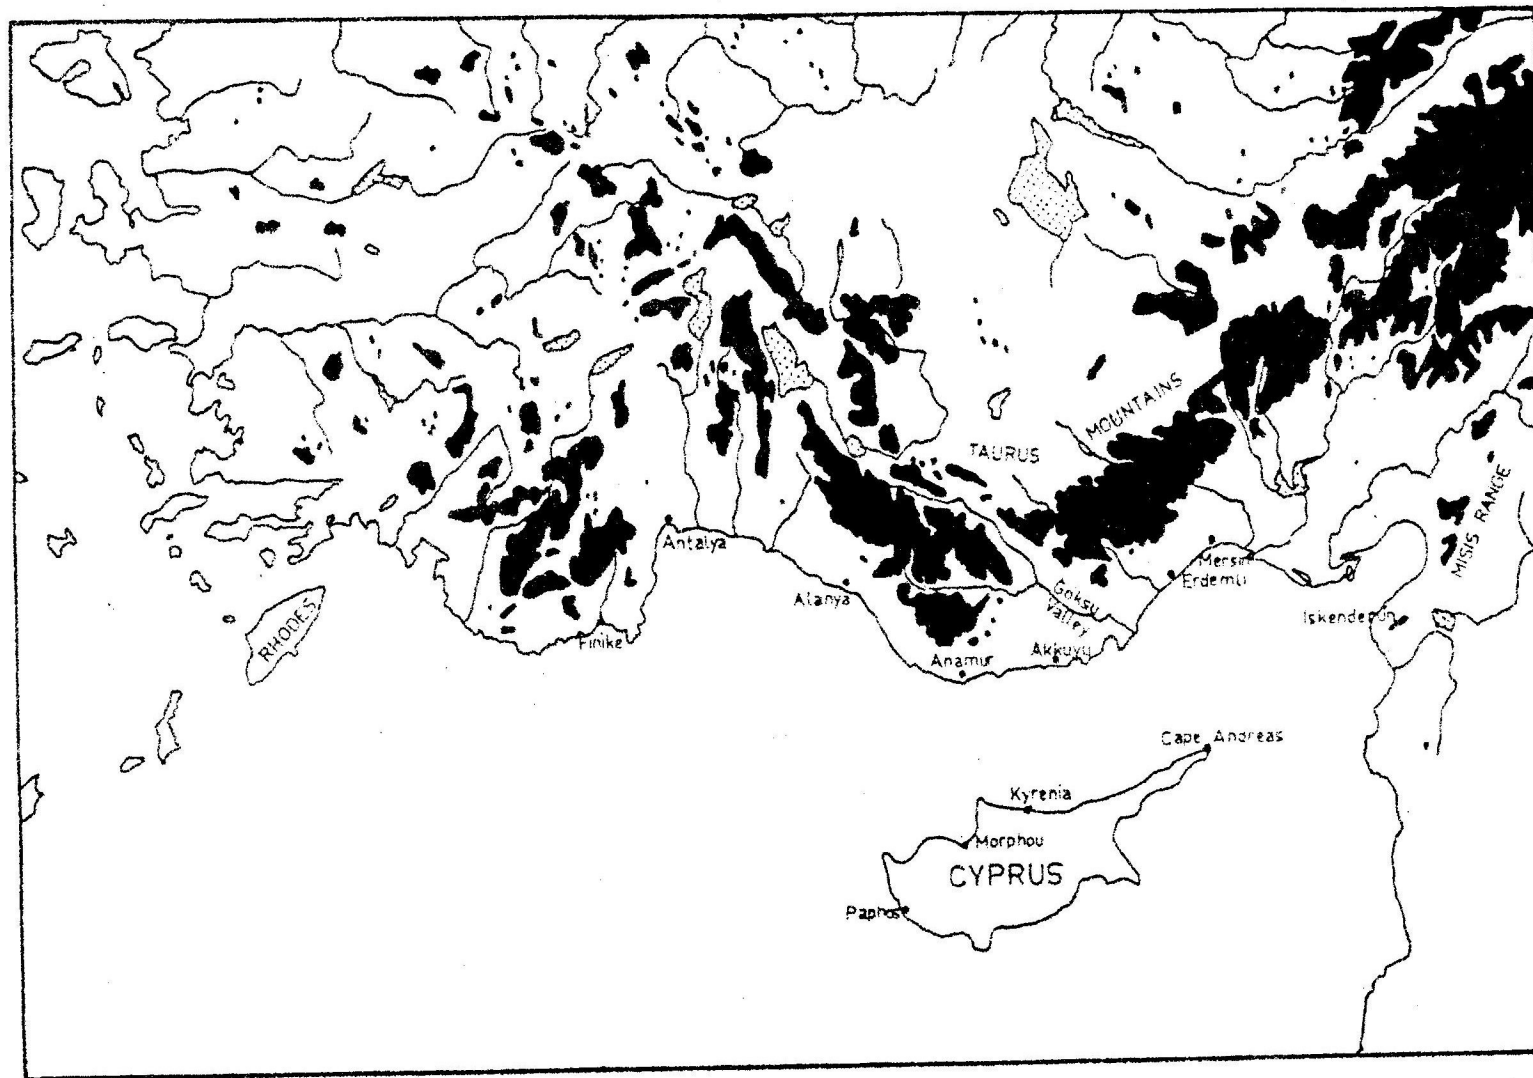 MOUNTAINS
TAURUS
MISIS RANGE
Antalya
Mersin
Erdemli
Alanya
Goksu
Valley
RHODES
Iskenderun
Finike
Akkuyu
Anamur
Cape Andreas
Kyrenia
Morphou
CYPRUS
Paphos